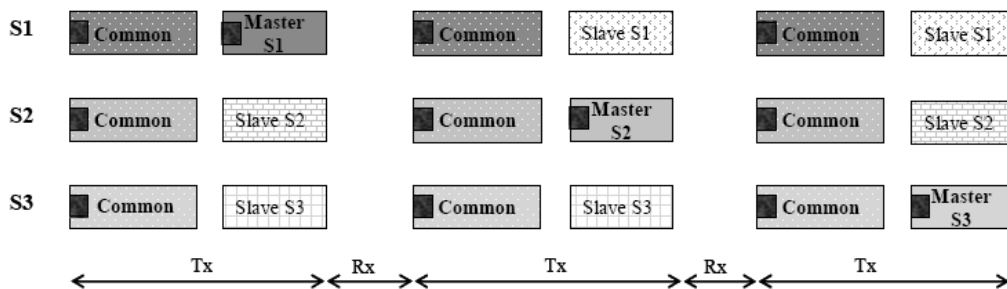 S1 Common Master S1 Common Slave S1 Common Slave S1
S2 Common Slave S2 Common Master S2 Common Slave S2
S3 Common Slave S3 Common Slave S3 Common Master S3
Tx Rx Tx Rx Tx